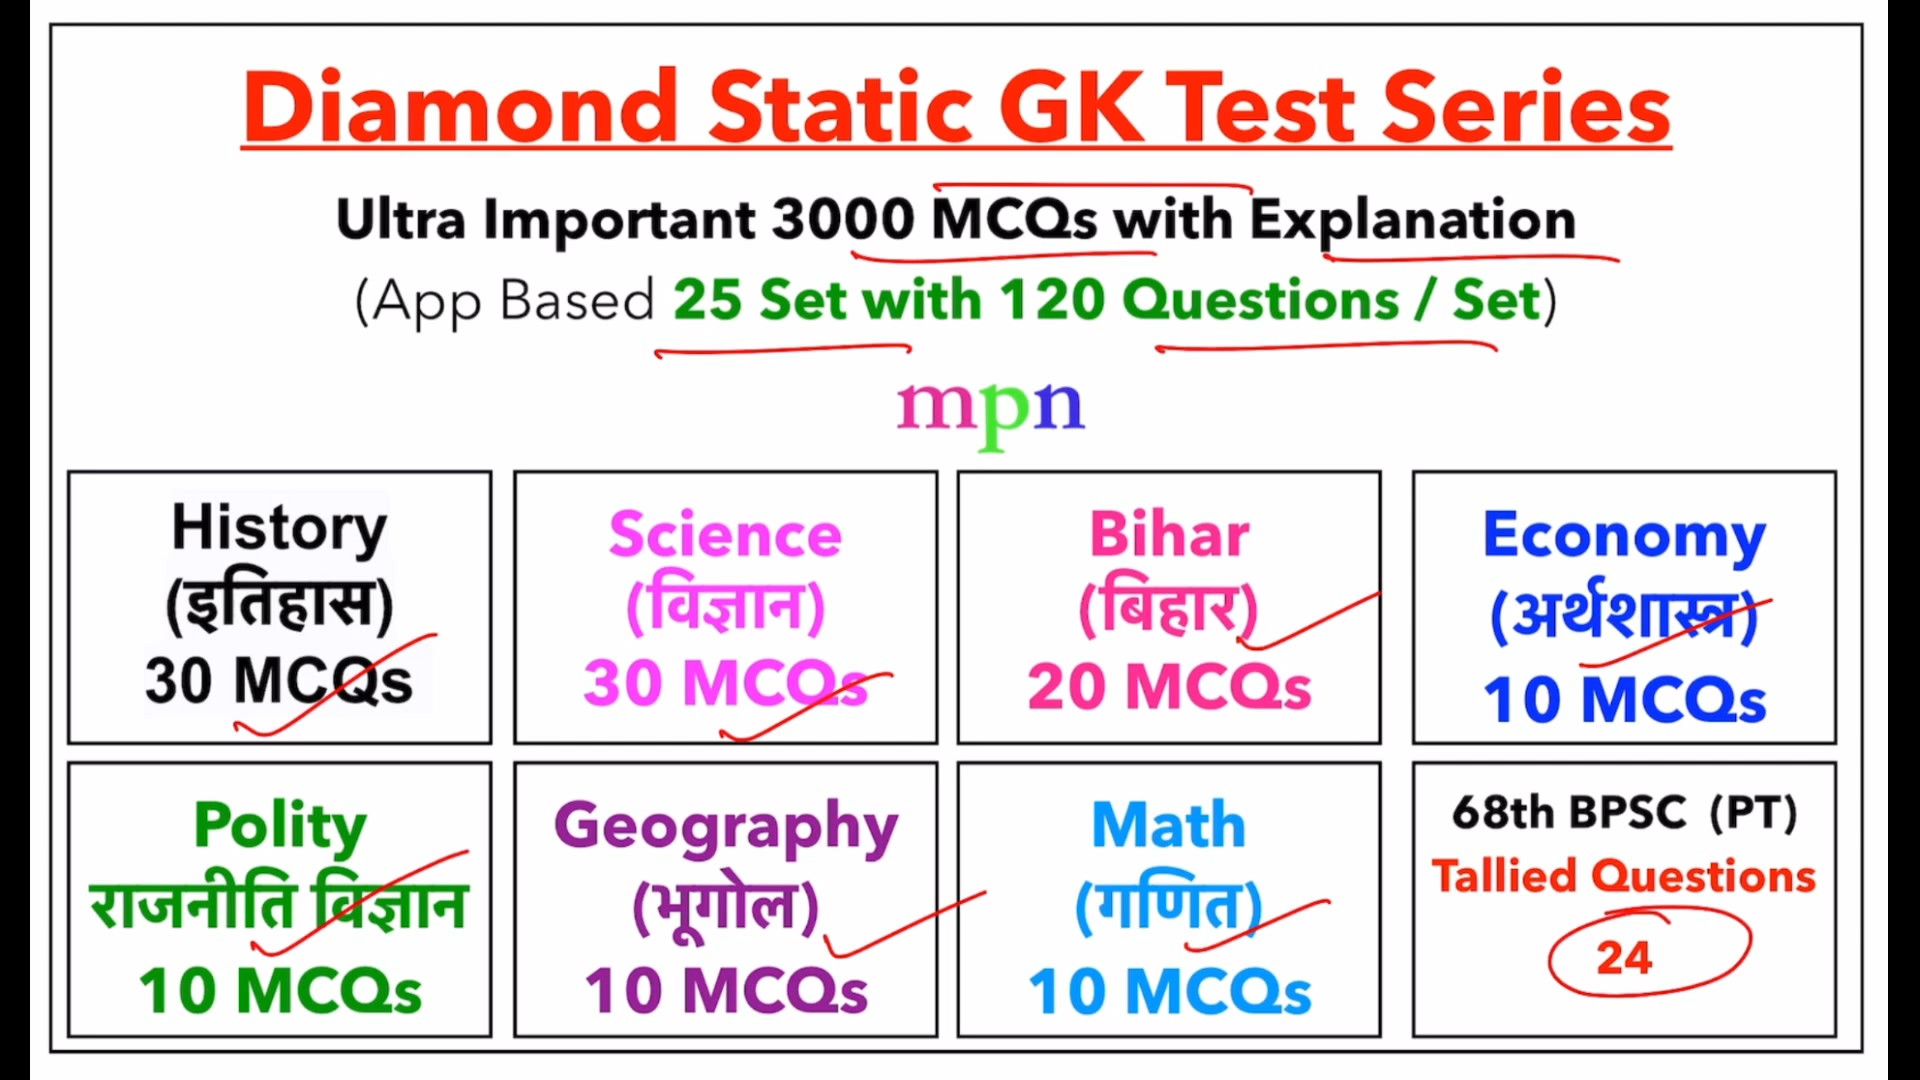 Diamond Static GK Test Series
Ultra Important 3000 MCQs with Explanation
(App Based 25 Set with 120 Questions / Set)
mpn
History
(इतिहास)
30 MCQs
Science
(विज्ञान)
30 MCQs
Bihar
(बिहार)
20 MCQs
Economy
(अर्थशास्त्र)
10 MCQs
Polity
राजनीति विज्ञान
10 MCQs
Geography
(भूगोल)
10 MCQs
Math
(गणित)
10 MCQs
68th BPSC (PT)
Tallied Questions
24